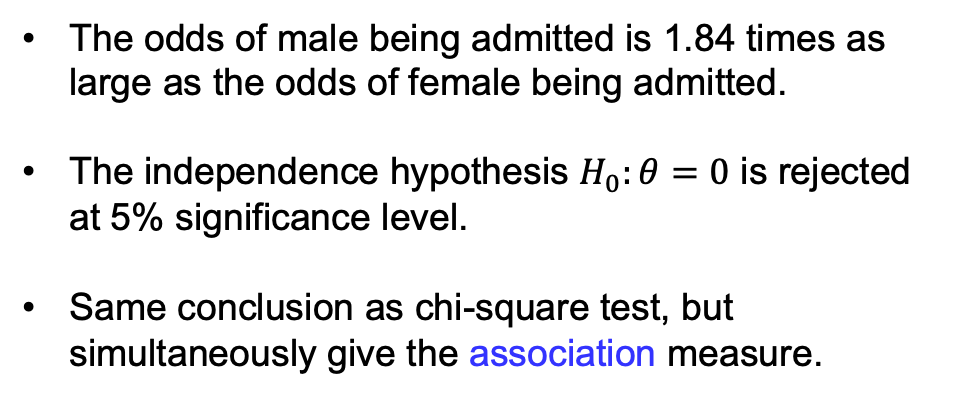 • The odds of male being admitted is 1.84 times as
large as the odds of female being admitted.
• The independence hypothesis H₀: θ = 0 is rejected
at 5% significance level.
• Same conclusion as chi-square test, but
simultaneously give the association measure.